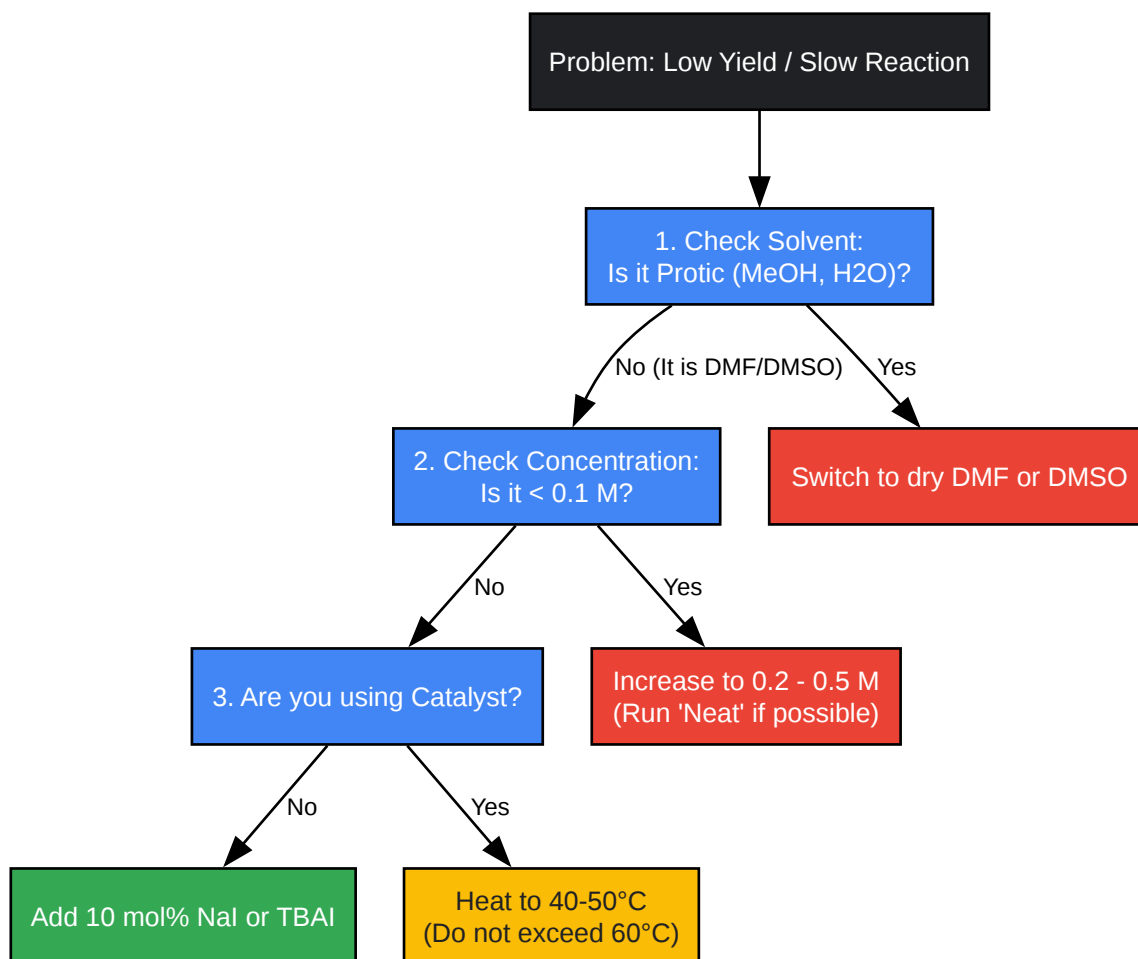 Problem: Low Yield / Slow Reaction
1. Check Solvent:
Is it Protic (MeOH, H2O)?
No (It is DMF/DMSO)
Yes
2. Check Concentration:
Is it < 0.1 M?
Switch to dry DMF or DMSO
No
Yes
3. Are you using Catalyst?
Increase to 0.2 - 0.5 M
(Run 'Neat' if possible)
No
Yes
Add 10 mol% NaI or TBAI
Heat to 40-50°C
(Do not exceed 60°C)